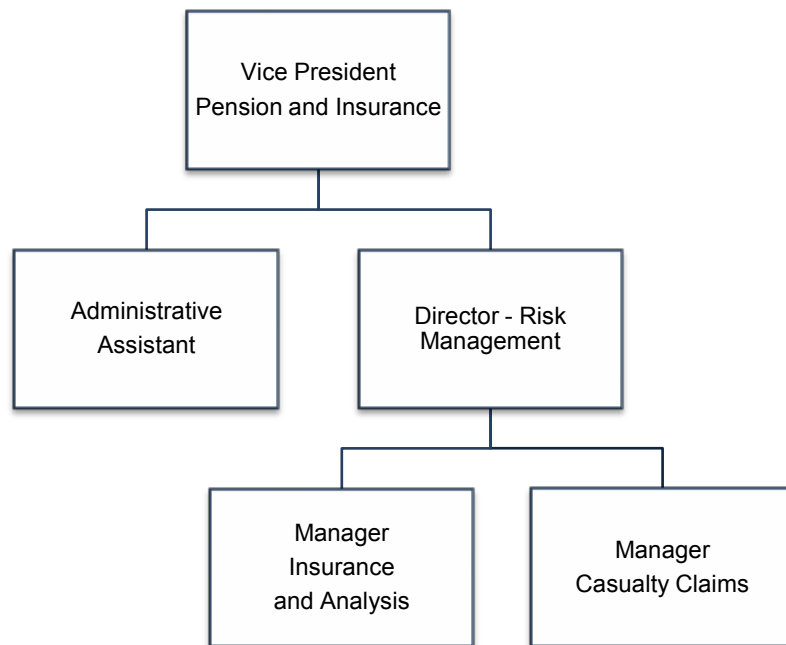 Vice President
Pension and Insurance
Administrative
Assistant
Director - Risk
Management
Manager
Insurance
and Analysis
Manager
Casualty Claims